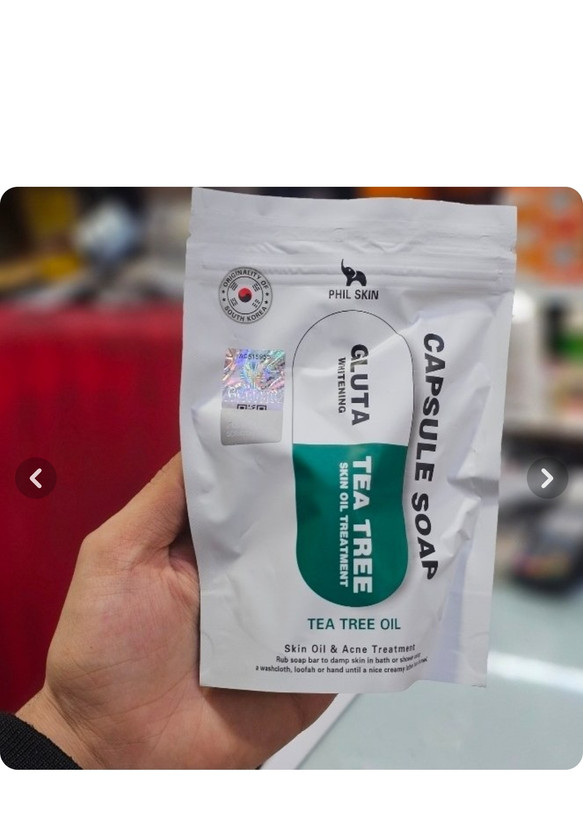 ORIGINALITY OF
SOUTH KOREA
PHIL SKIN
GLUTA
WHITENING
TEA TREE
SKIN OIL TREATMENT
CAPSULE SOAP
TEA TREE OIL
Skin Oil & Acne Treatment
Rub soap bar to damp skin in bath or shower
a washcloth, loofah or hand until a nice creamy